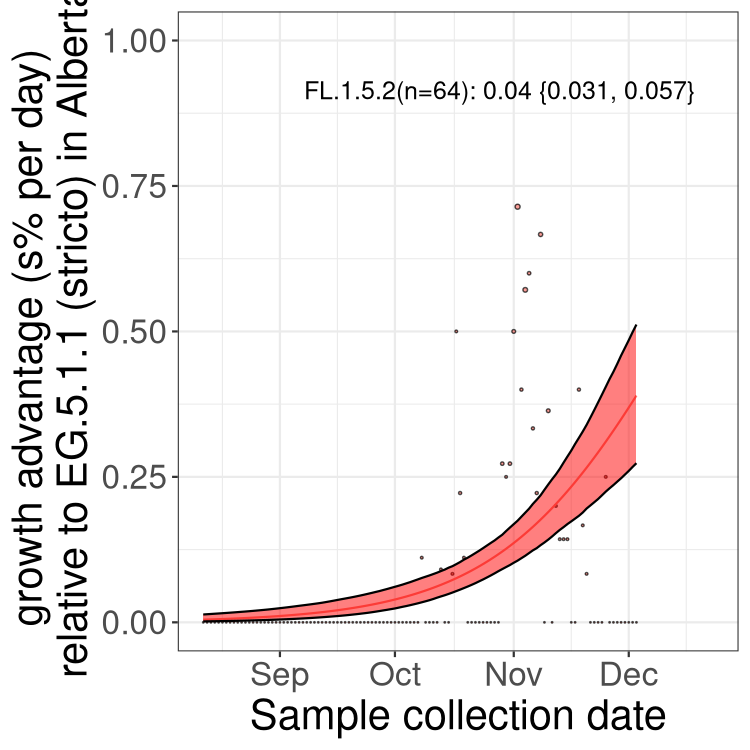 growth advantage (s% per day)
relative to EG.5.1.1 (stricto) in Alberta
1.00
0.75
0.50
0.25
0.00
FL.1.5.2(n=64): 0.04 {0.031, 0.057}
Sep Oct Nov Dec
Sample collection date